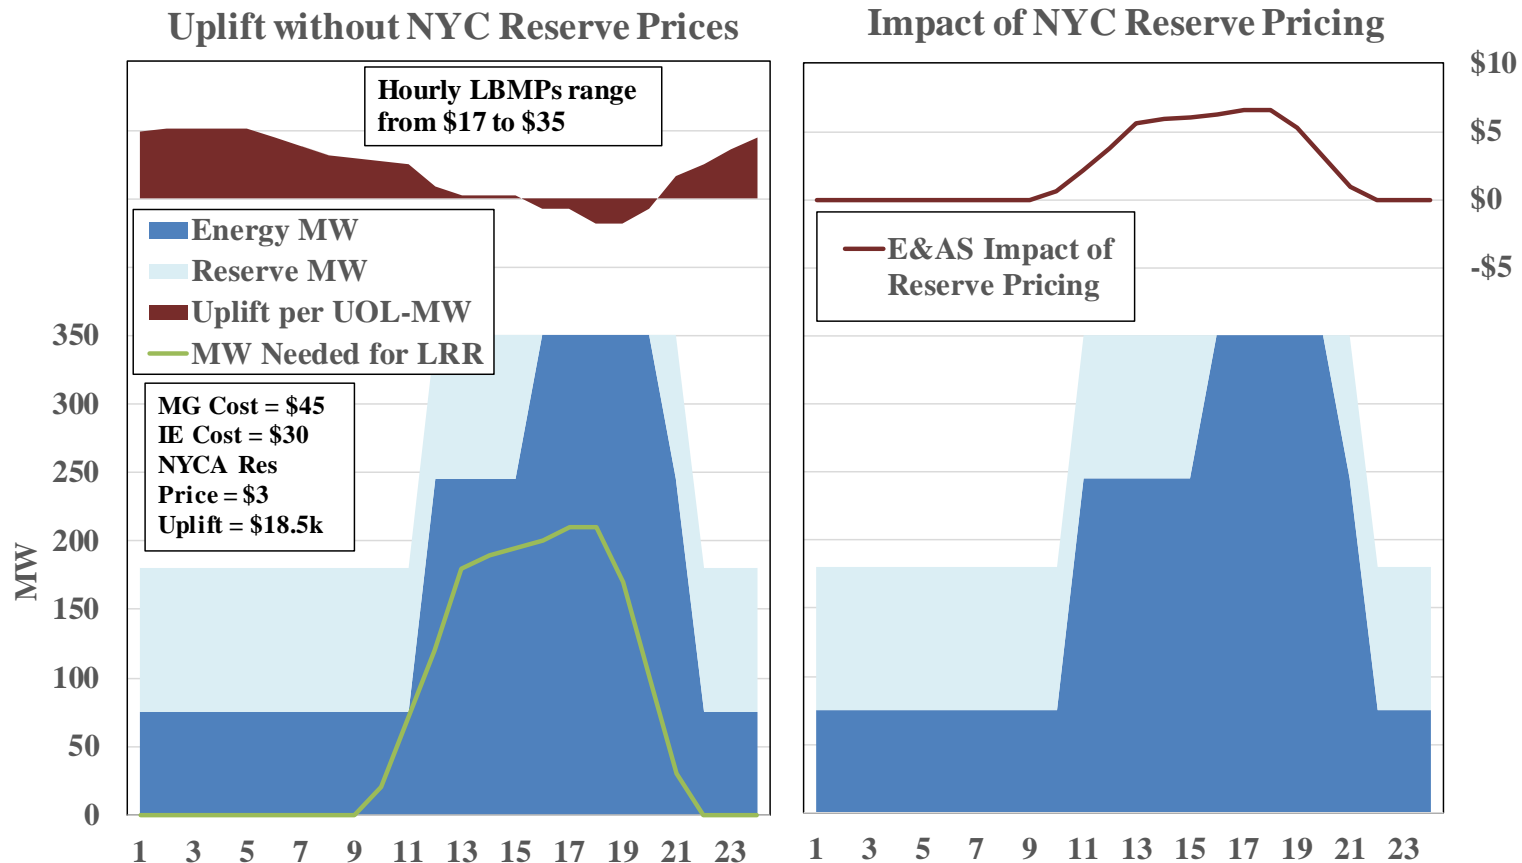 Uplift without NYC Reserve Prices
Hourly LBMPs range
from $17 to $35
Energy MW
Reserve MW
Uplift per UOL-MW
MW Needed for LRR
MG Cost = $45
IE Cost = $30
NYCA Res
Price = $3
Uplift = $18.5k
350
300
250
200
150
100
50
0
MW
1 3 5 7 9 11 13 15 17 19 21 23
Impact of NYC Reserve Pricing
E&AS Impact of
Reserve Pricing
$10
$5
$0
-$5
1 3 5 7 9 11 13 15 17 19 21 23